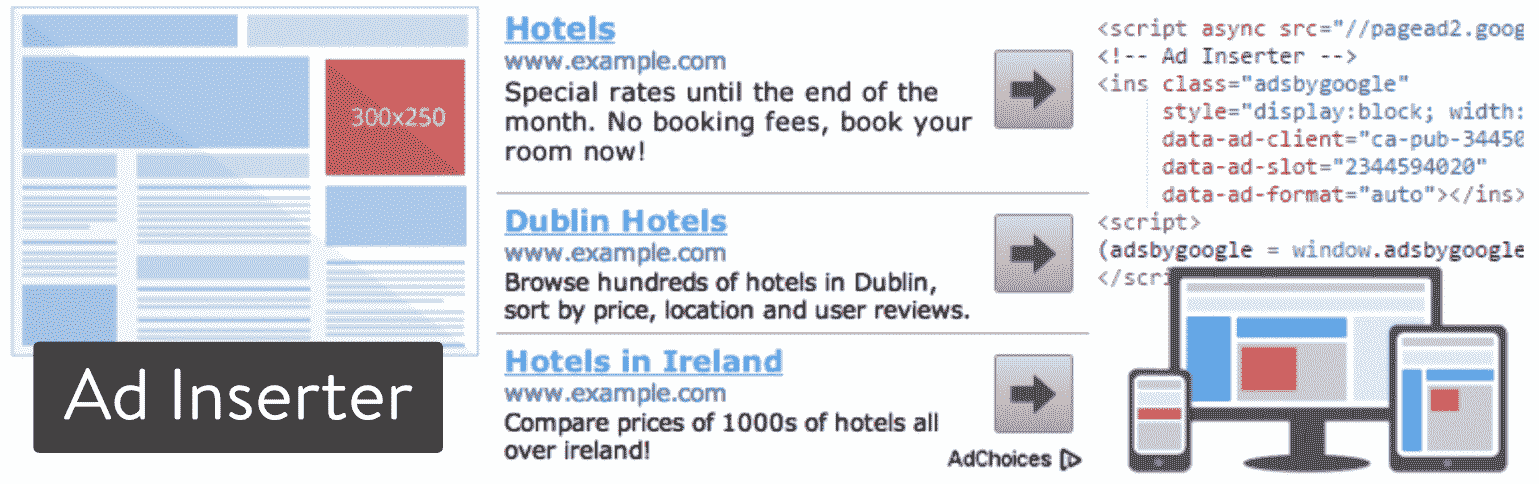 300x250
Ad Inserter
Hotels
www.example.com
Special rates until the end of the
month. No booking fees, book your
room now!
Dublin Hotels
www.example.com
Browse hundreds of hotels in Dublin,
sort by price, location and user reviews.
Hotels in Ireland
www.example.com
Compare prices of 1000s of hotels all
over ireland!
AdChoices
<script async src="//pagead2.goog
<!-- Ad Inserter -->
<ins class="adsbygoogle"
style="display:block; width:
data-ad-client="ca-pub-34450
data-ad-slot="2344594020"
data-ad-format="auto"></ins>
<script>
(adsbygoogle = window.adsbygoogle
</scri